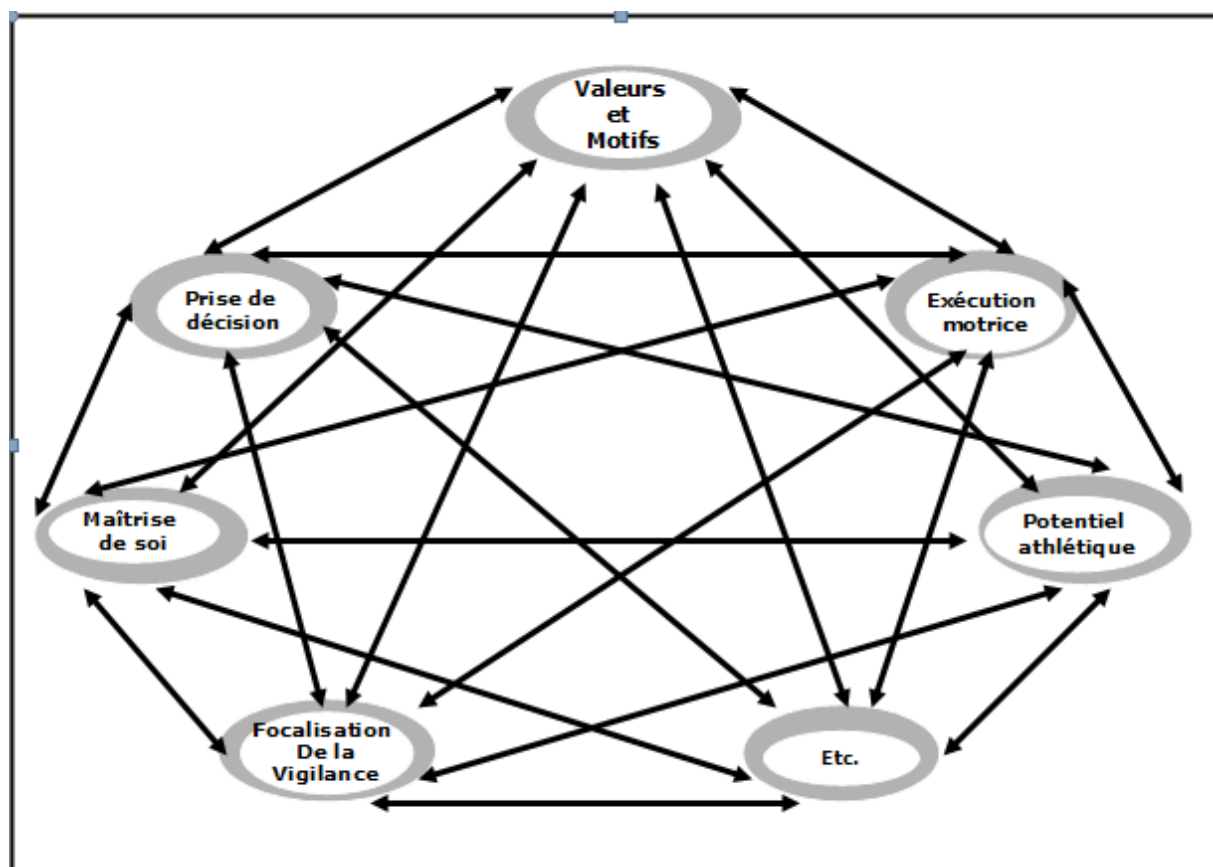 Valeurs
et
Motifs
Prise de
décision
Exécution
motrice
Maîtrise
de soi
Potentiel
athlétique
Focalisation
De la
Vigilance
Etc.